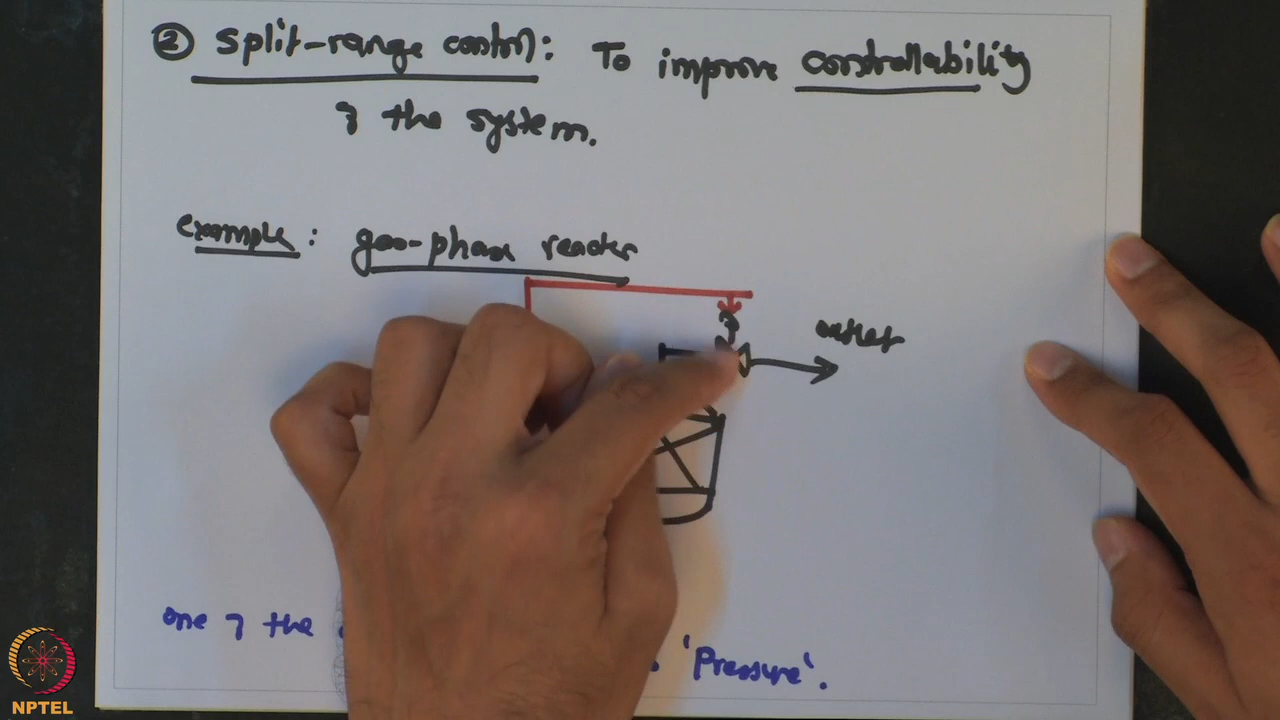 ② Split-range control: To improve controllability
of the system.
example: gas-phase reactor
outlet
one of the
'Pressure'.
NPTEL